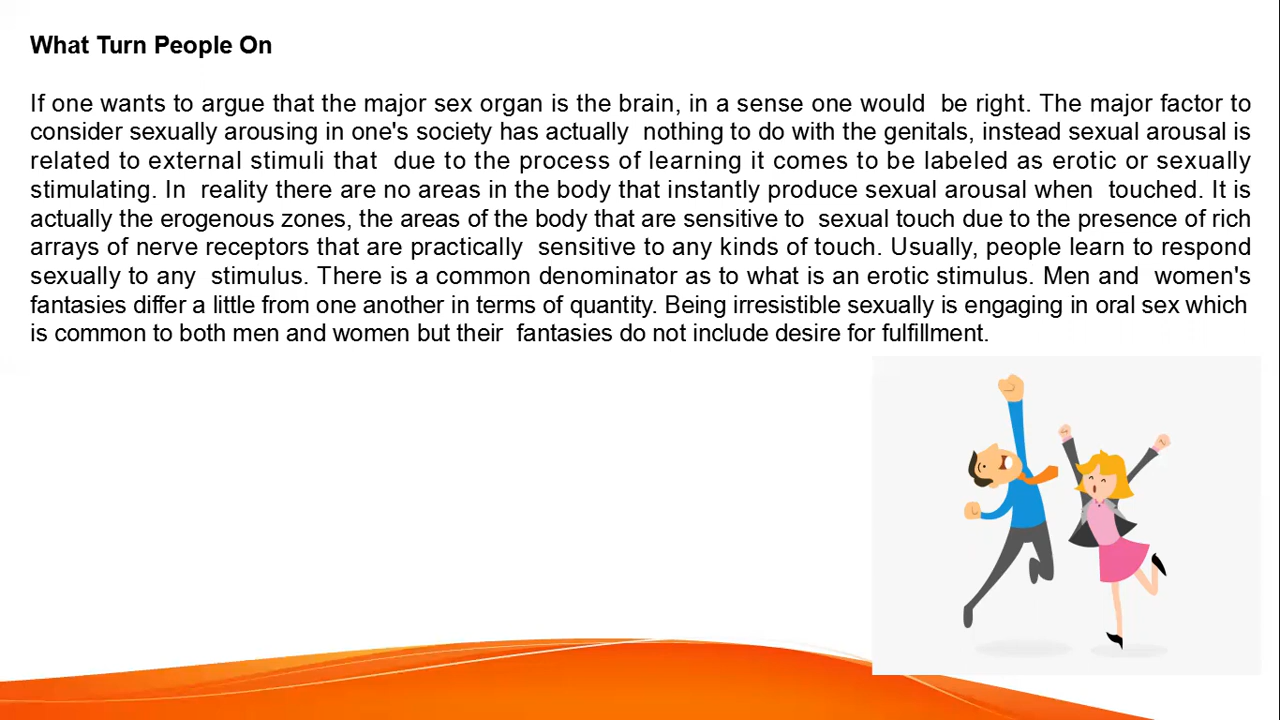 What Turn People On
If one wants to argue that the major sex organ is the brain, in a sense one would be right. The major factor to
consider sexually arousing in one's society has actually nothing to do with the genitals, instead sexual arousal is
related to external stimuli that due to the process of learning it comes to be labeled as erotic or sexually
stimulating. In reality there are no areas in the body that instantly produce sexual arousal when touched. It is
actually the erogenous zones, the areas of the body that are sensitive to sexual touch due to the presence of rich
arrays of nerve receptors that are practically sensitive to any kinds of touch. Usually, people learn to respond
sexually to any stimulus. There is a common denominator as to what is an erotic stimulus. Men and women's
fantasies differ a little from one another in terms of quantity. Being irresistible sexually is engaging in oral sex which
is common to both men and women but their fantasies do not include desire for fulfillment.